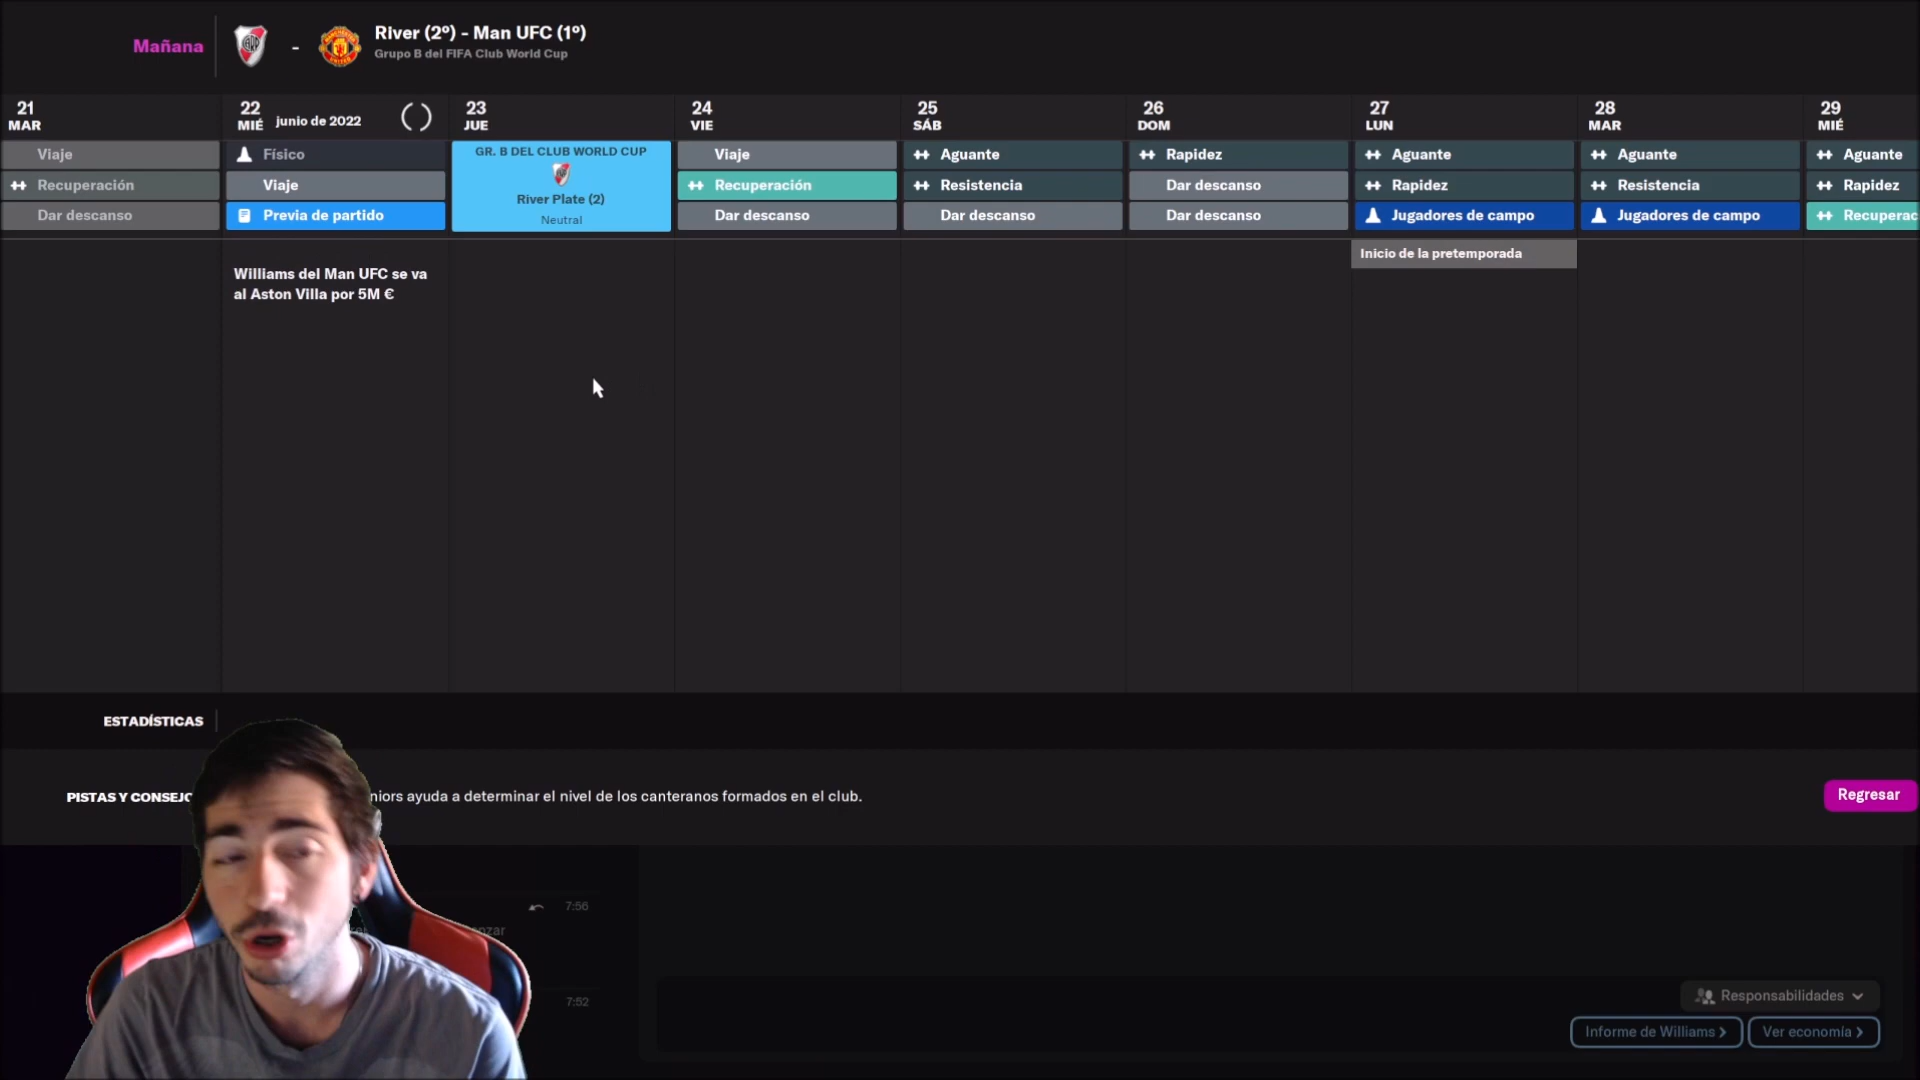 Mañana
-
River (2º) - Man UFC (1º)
Grupo B del FIFA Club World Cup
21
MAR
22
MIÉ
junio de 2022
23
JUE
24
VIE
25
SÁB
26
DOM
27
LUN
28
MAR
29
MIÉ
Viaje
Recuperación
Dar descanso
Físico
Viaje
Previa de partido
GR. B DEL CLUB WORLD CUP
River Plate (2)
Neutral
Viaje
Recuperación
Dar descanso
Aguante
Resistencia
Dar descanso
Rapidez
Dar descanso
Dar descanso
Aguante
Rapidez
Jugadores de campo
Aguante
Resistencia
Jugadores de campo
Aguante
Rapidez
Recuperac
Inicio de la pretemporada
Williams del Man UFC se va
al Aston Villa por 5M €
ESTADÍSTICAS
PISTAS Y CONSEJO
niors ayuda a determinar el nivel de los canteranos formados en el club.
Regresar
7:56
7:52
Responsabilidades
Informe de Williams >
Ver economía >